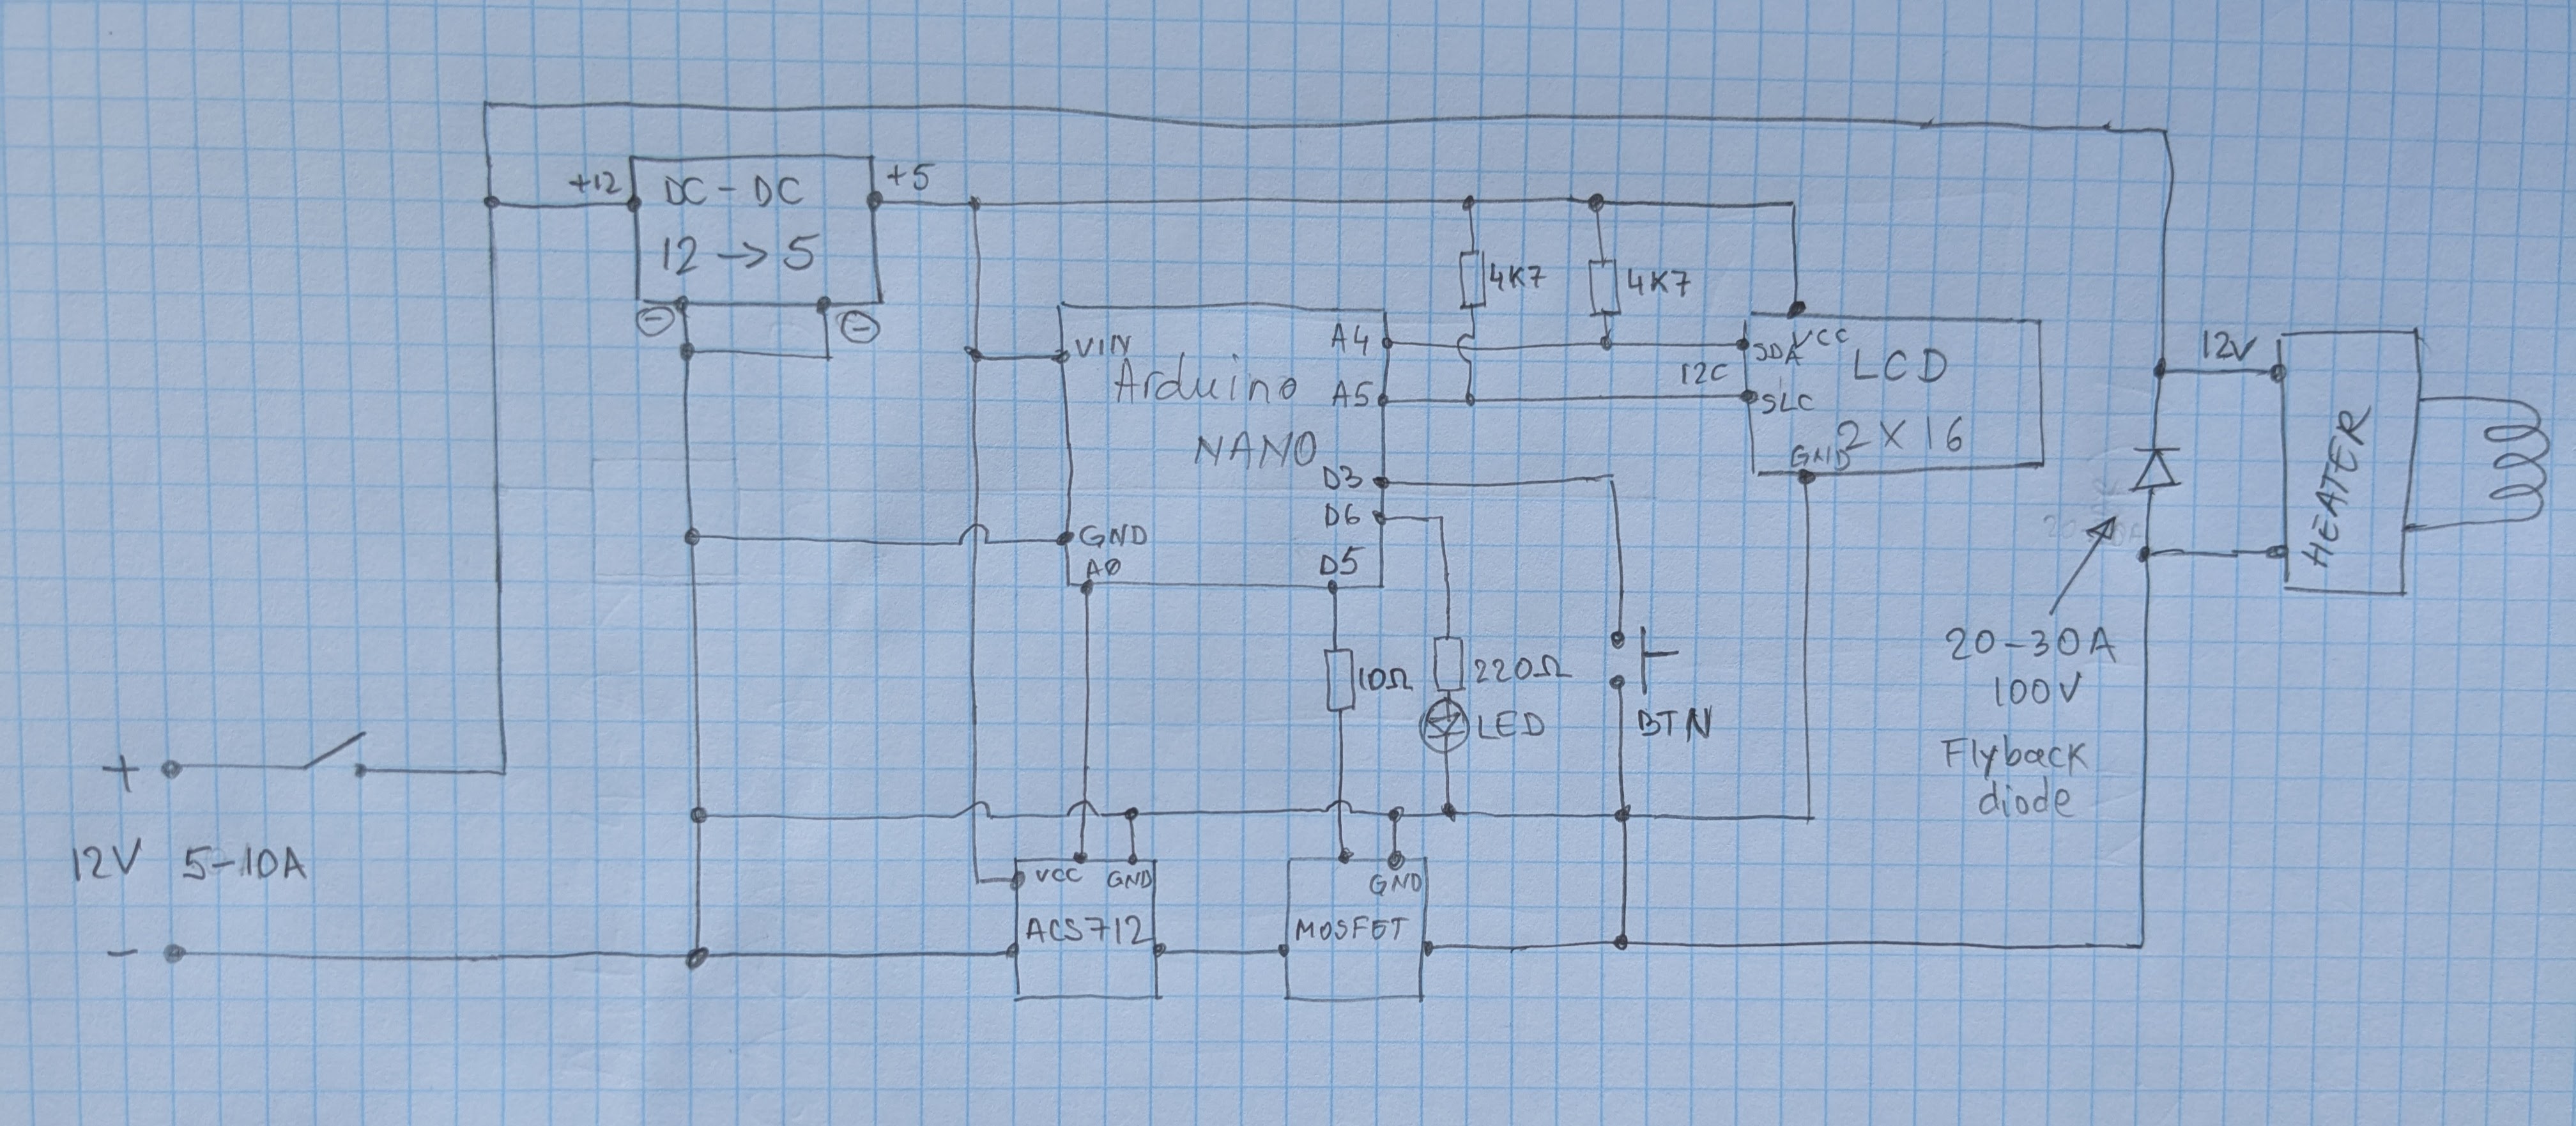 +12
DC-DC
12 → 5
+5
⊖
⊖
4K7
4K7
VIN
Arduino
NANO
A4
A5
D3
D6
D5
GND
A0
I2C
SDA
VCC
SLC
LCD
2X16
GND
12V
HEATER
10Ω
220Ω
LED
BTN
20-30A
100V
Flyback
diode
+
12V 5-10A
-
VCC GND
ACS712
GND
MOSFET